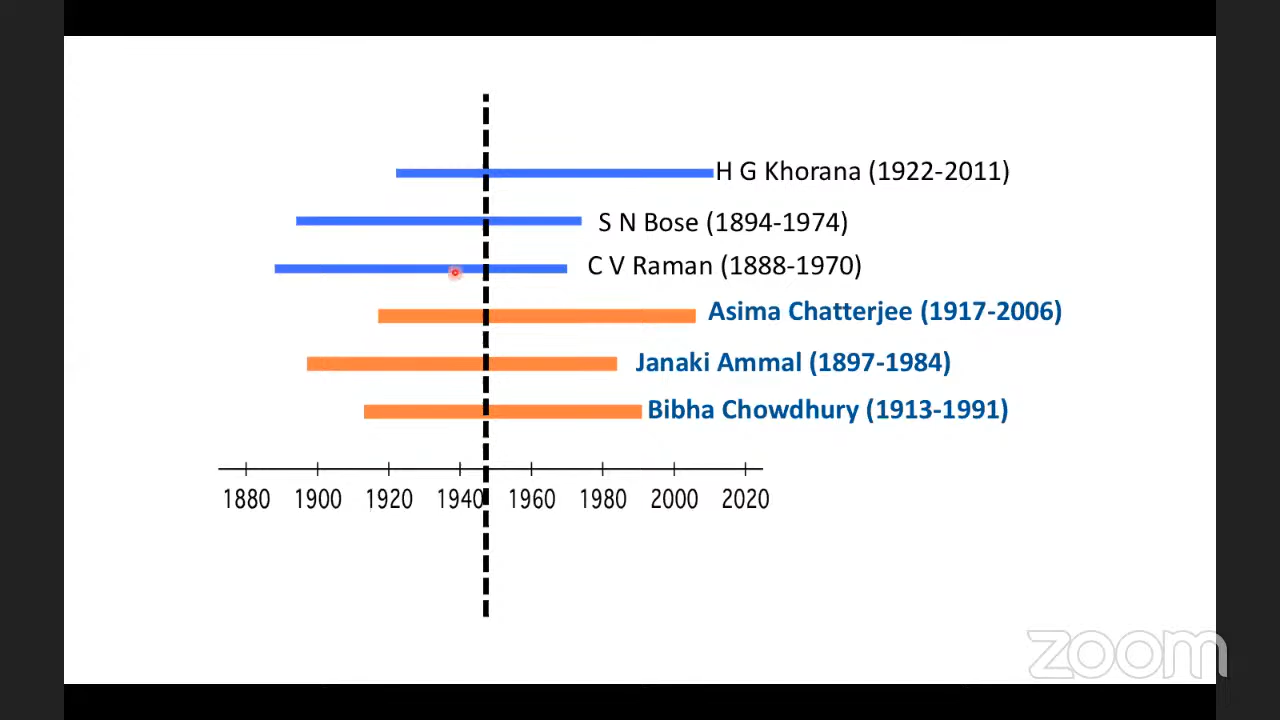 H G Khorana (1922-2011)
S N Bose (1894-1974)
C V Raman (1888-1970)
Asima Chatterjee (1917-2006)
Janaki Ammal (1897-1984)
Bibha Chowdhury (1913-1991)
1880 1900 1920 1940 1960 1980 2000 2020
zoom